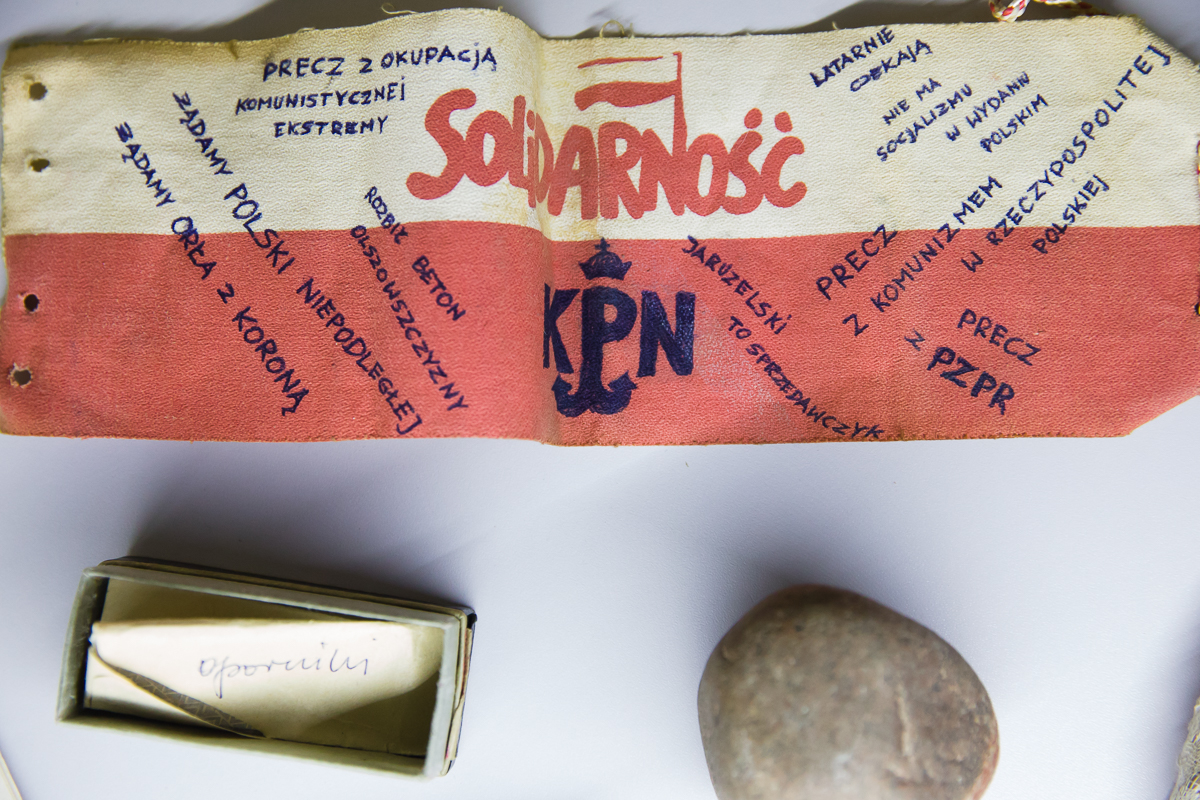 PRECZ Z OKUPACJĄ
KOMUNISTYCZNEJ
EKSTREMY
ŻĄDAMY POLSKI NIEPODLEGŁEJ
ŻĄDAMY ORŁA Z KORONĄ
ROZBIĆ BETON
OLSZOWSZCZYZNY
SOLiDARNOŚĆ
KPN
JARUZELSKI
TO SPRZEDAWCZYK
LATARNIE
CZEKAJĄ
NIE MA
SOCJALIZMU
W WYDANIU
POLSKIM
PRECZ
Z KOMUNIZMEM
W RZECZYPOSPOLITEJ
POLSKIEJ
PRECZ
Z PZPR
oporniki